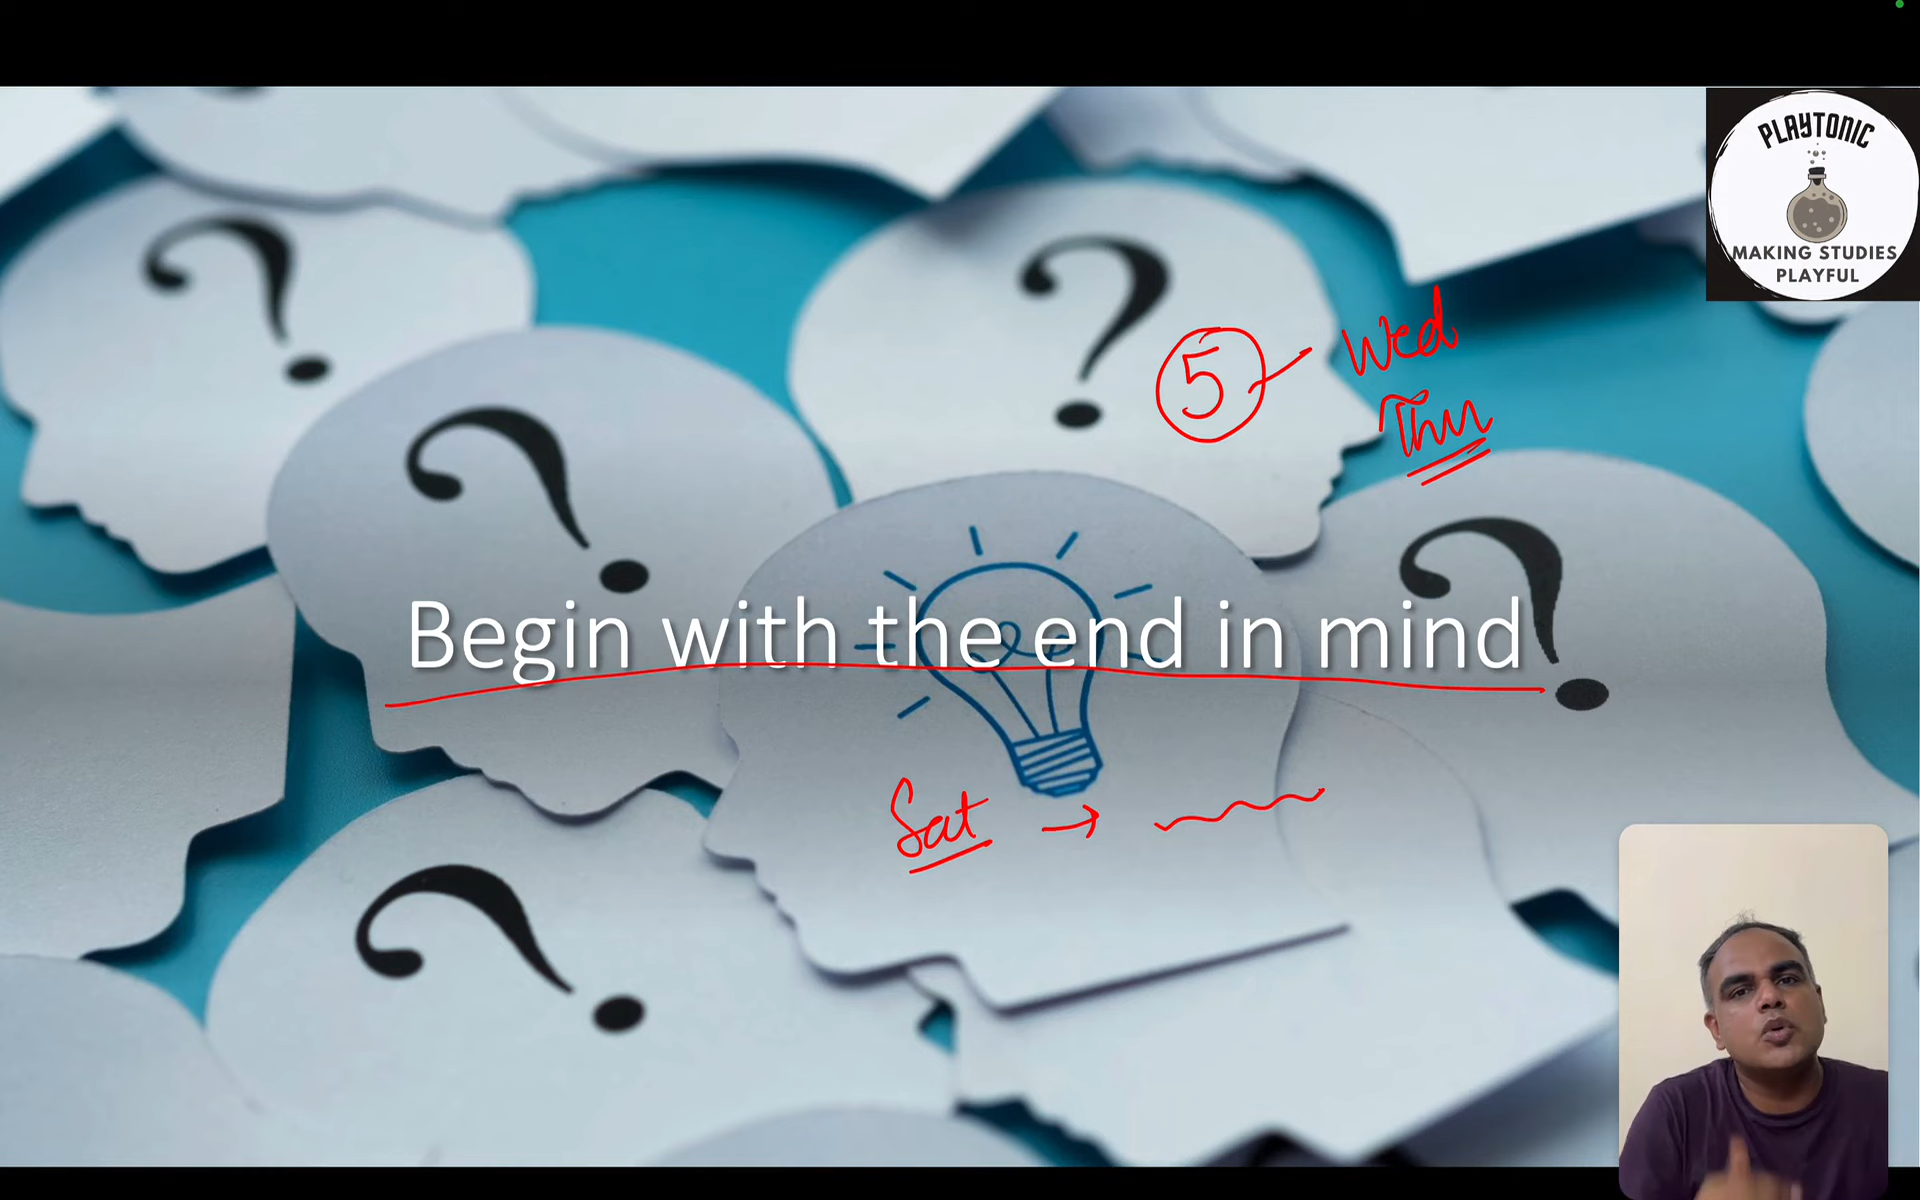 PLAYTONIC
MAKING STUDIES
PLAYFUL
5 Wed
Thu
Begin with the end in mind
Sat →